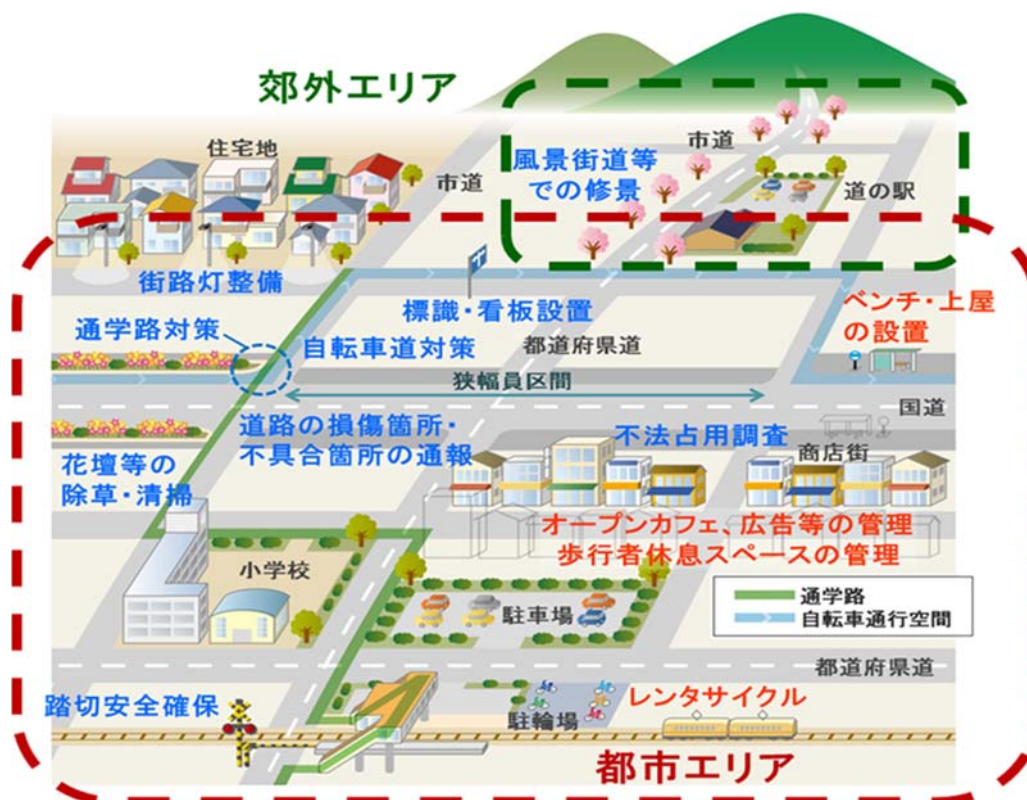 郊外エリア
住宅地
市道
市道
風景街道等
での修景
道の駅
街路灯整備
標識・看板設置
ベンチ・上屋
の設置
通学路対策
自転車道対策
都道府県道
狭幅員区間
国道
道路の損傷箇所・
不具合箇所の通報
不法占用調査
商店街
花壇等の
除草・清掃
オープンカフェ、広告等の管理
歩行者休息スペースの管理
小学校
駐車場
通学路
自転車通行空間
都道府県道
踏切安全確保
駐輪場
レンタサイクル
都市エリア